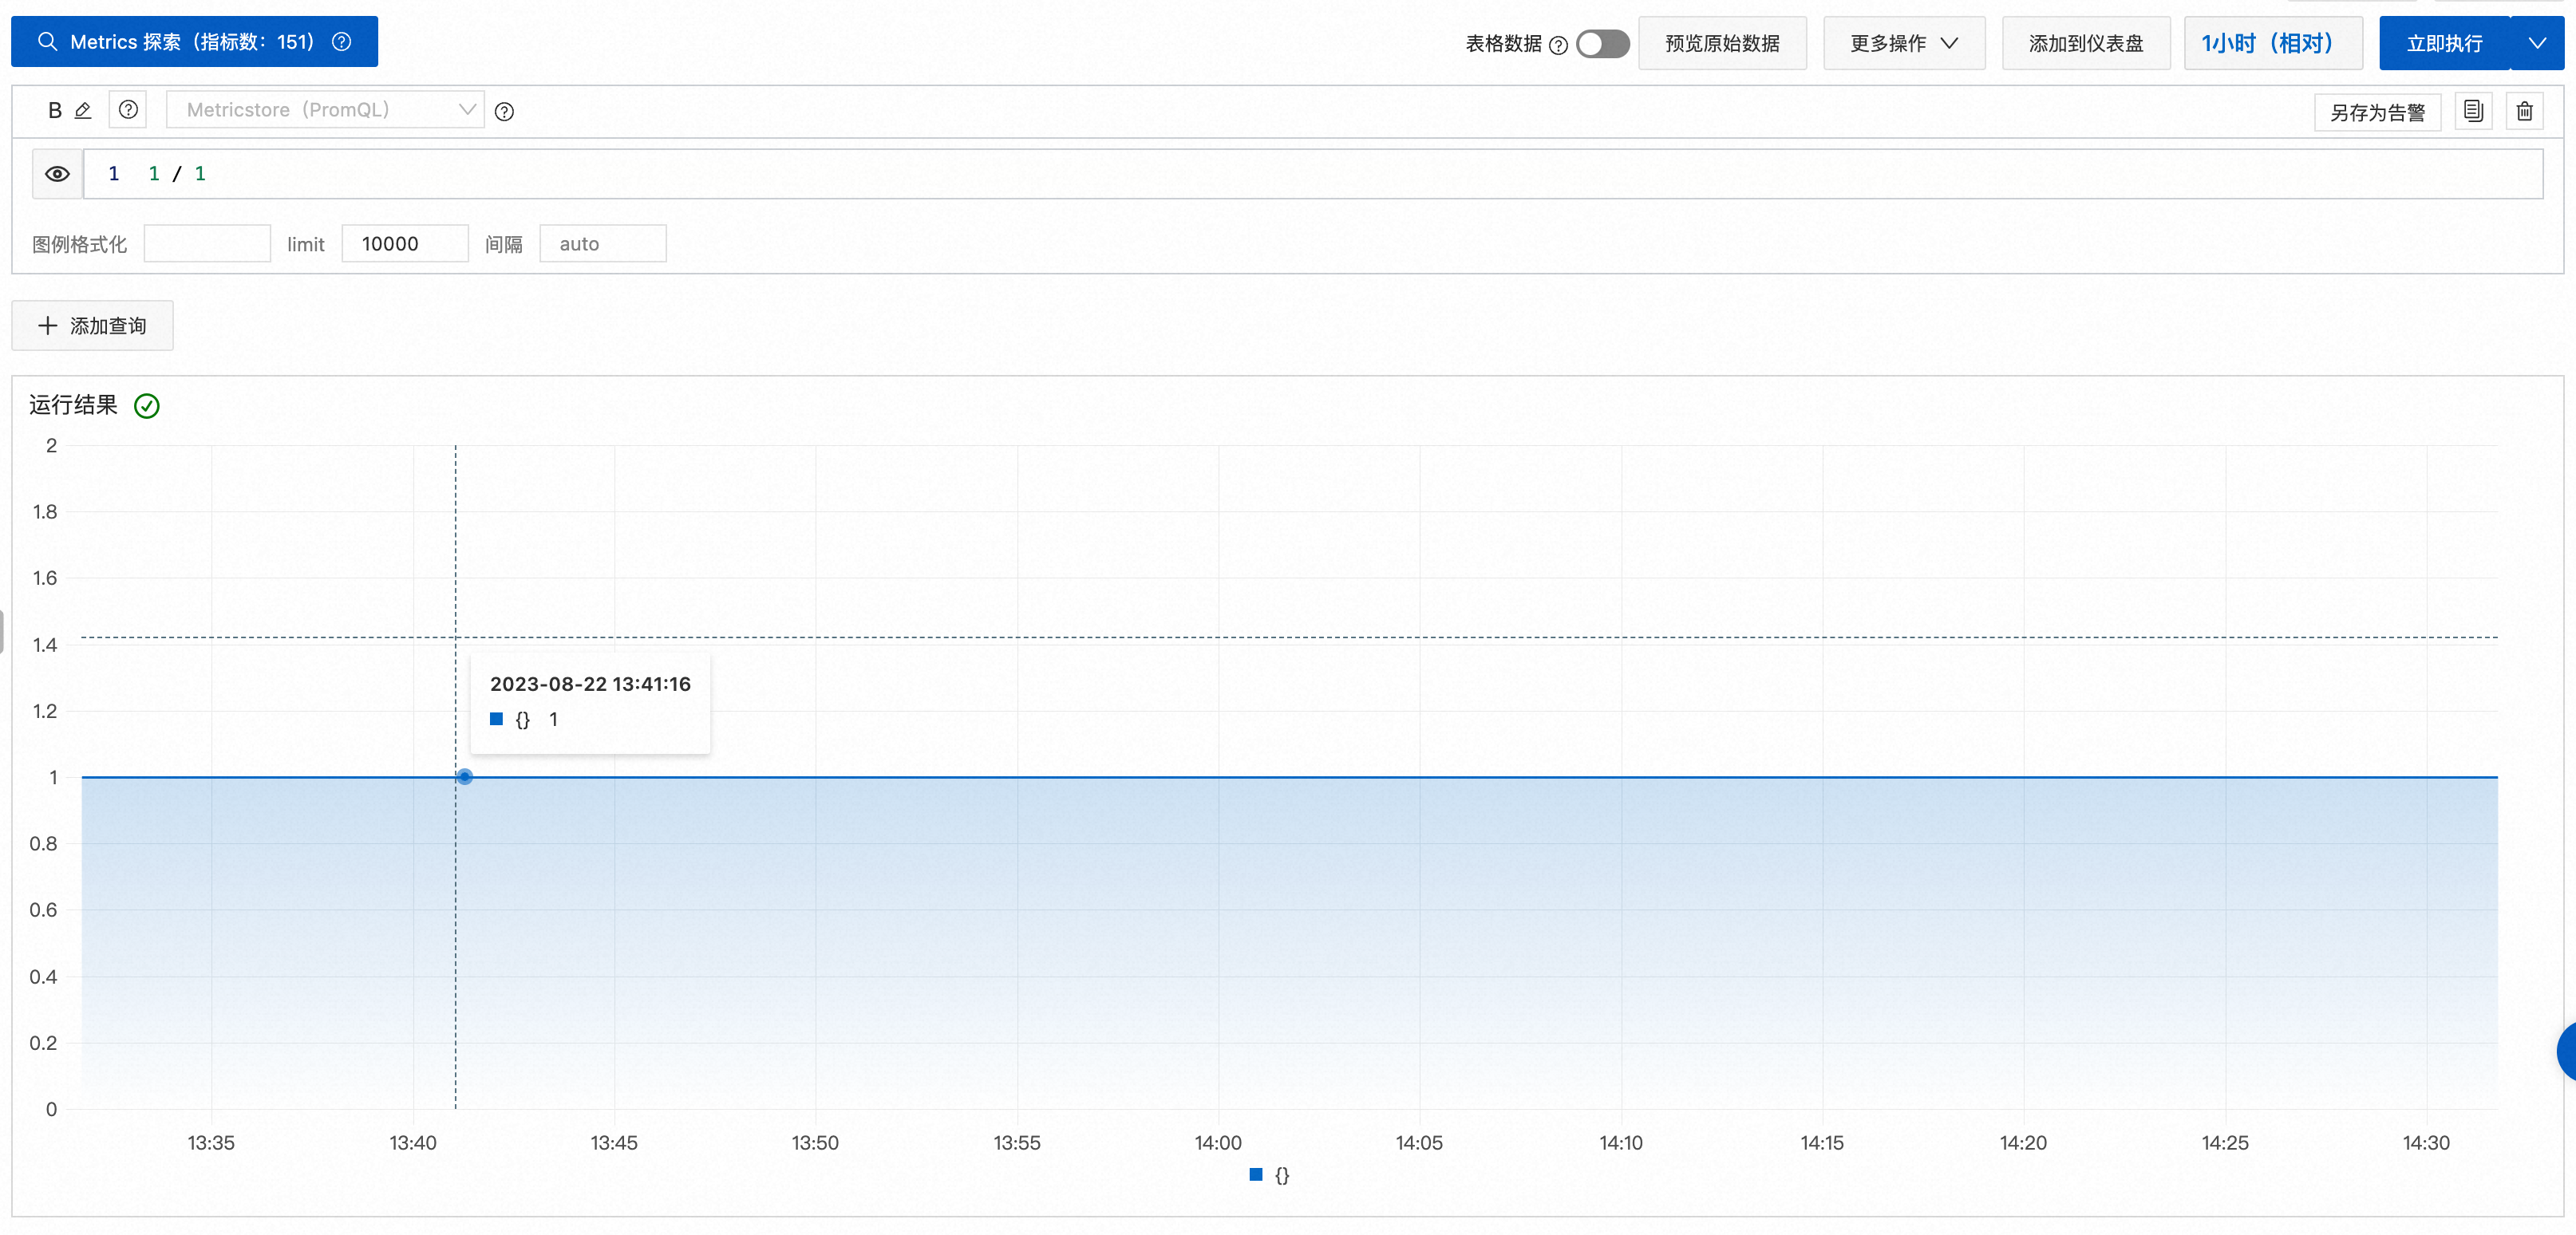 Metrics 探索（指标数：151）
表格数据
预览原始数据
更多操作
添加到仪表盘
1小时（相对）
立即执行
B
Metricstore（PromQL）
另存为告警
1 1 / 1
图例格式化
limit 10000
间隔 auto
添加查询
运行结果
2
1.8
1.6
1.4
1.2
1
0.8
0.6
0.4
0.2
0
2023-08-22 13:41:16
{} 1
13:35 13:40 13:45 13:50 13:55 14:00 14:05 14:10 14:15 14:20 14:25 14:30
{}